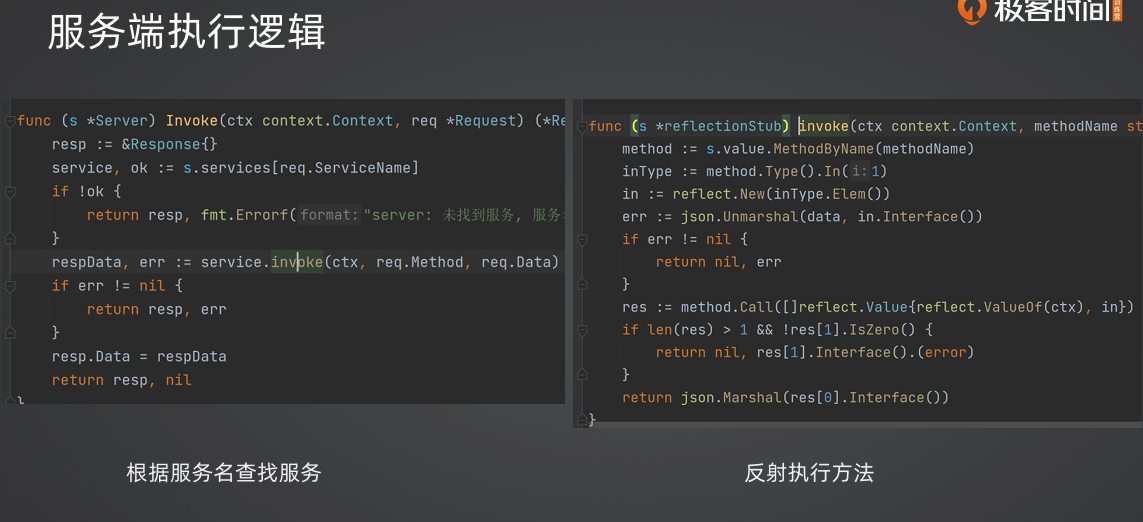 服务端执行逻辑
极客时间
训练营
func (s *Server) Invoke(ctx context.Context, req *Request) (*Re
resp := &Response{}
service, ok := s.services[req.ServiceName]
if !ok {
return resp, fmt.Errorf( format: "server: 未找到服务, 服务
}
respData, err := service.invoke(ctx, req.Method, req.Data)
if err != nil {
return resp, err
}
resp.Data = respData
return resp, nil
}
根据服务名查找服务
func (s *reflectionStub) invoke(ctx context.Context, methodName st
method := s.value.MethodByName(methodName)
inType := method.Type().In( i: 1)
in := reflect.New(inType.Elem())
err := json.Unmarshal(data, in.Interface())
if err != nil {
return nil, err
}
res := method.Call([]reflect.Value{reflect.ValueOf(ctx), in})
if len(res) > 1 && !res[1].IsZero() {
return nil, res[1].Interface().(error)
}
return json.Marshal(res[0].Interface())
}
反射执行方法